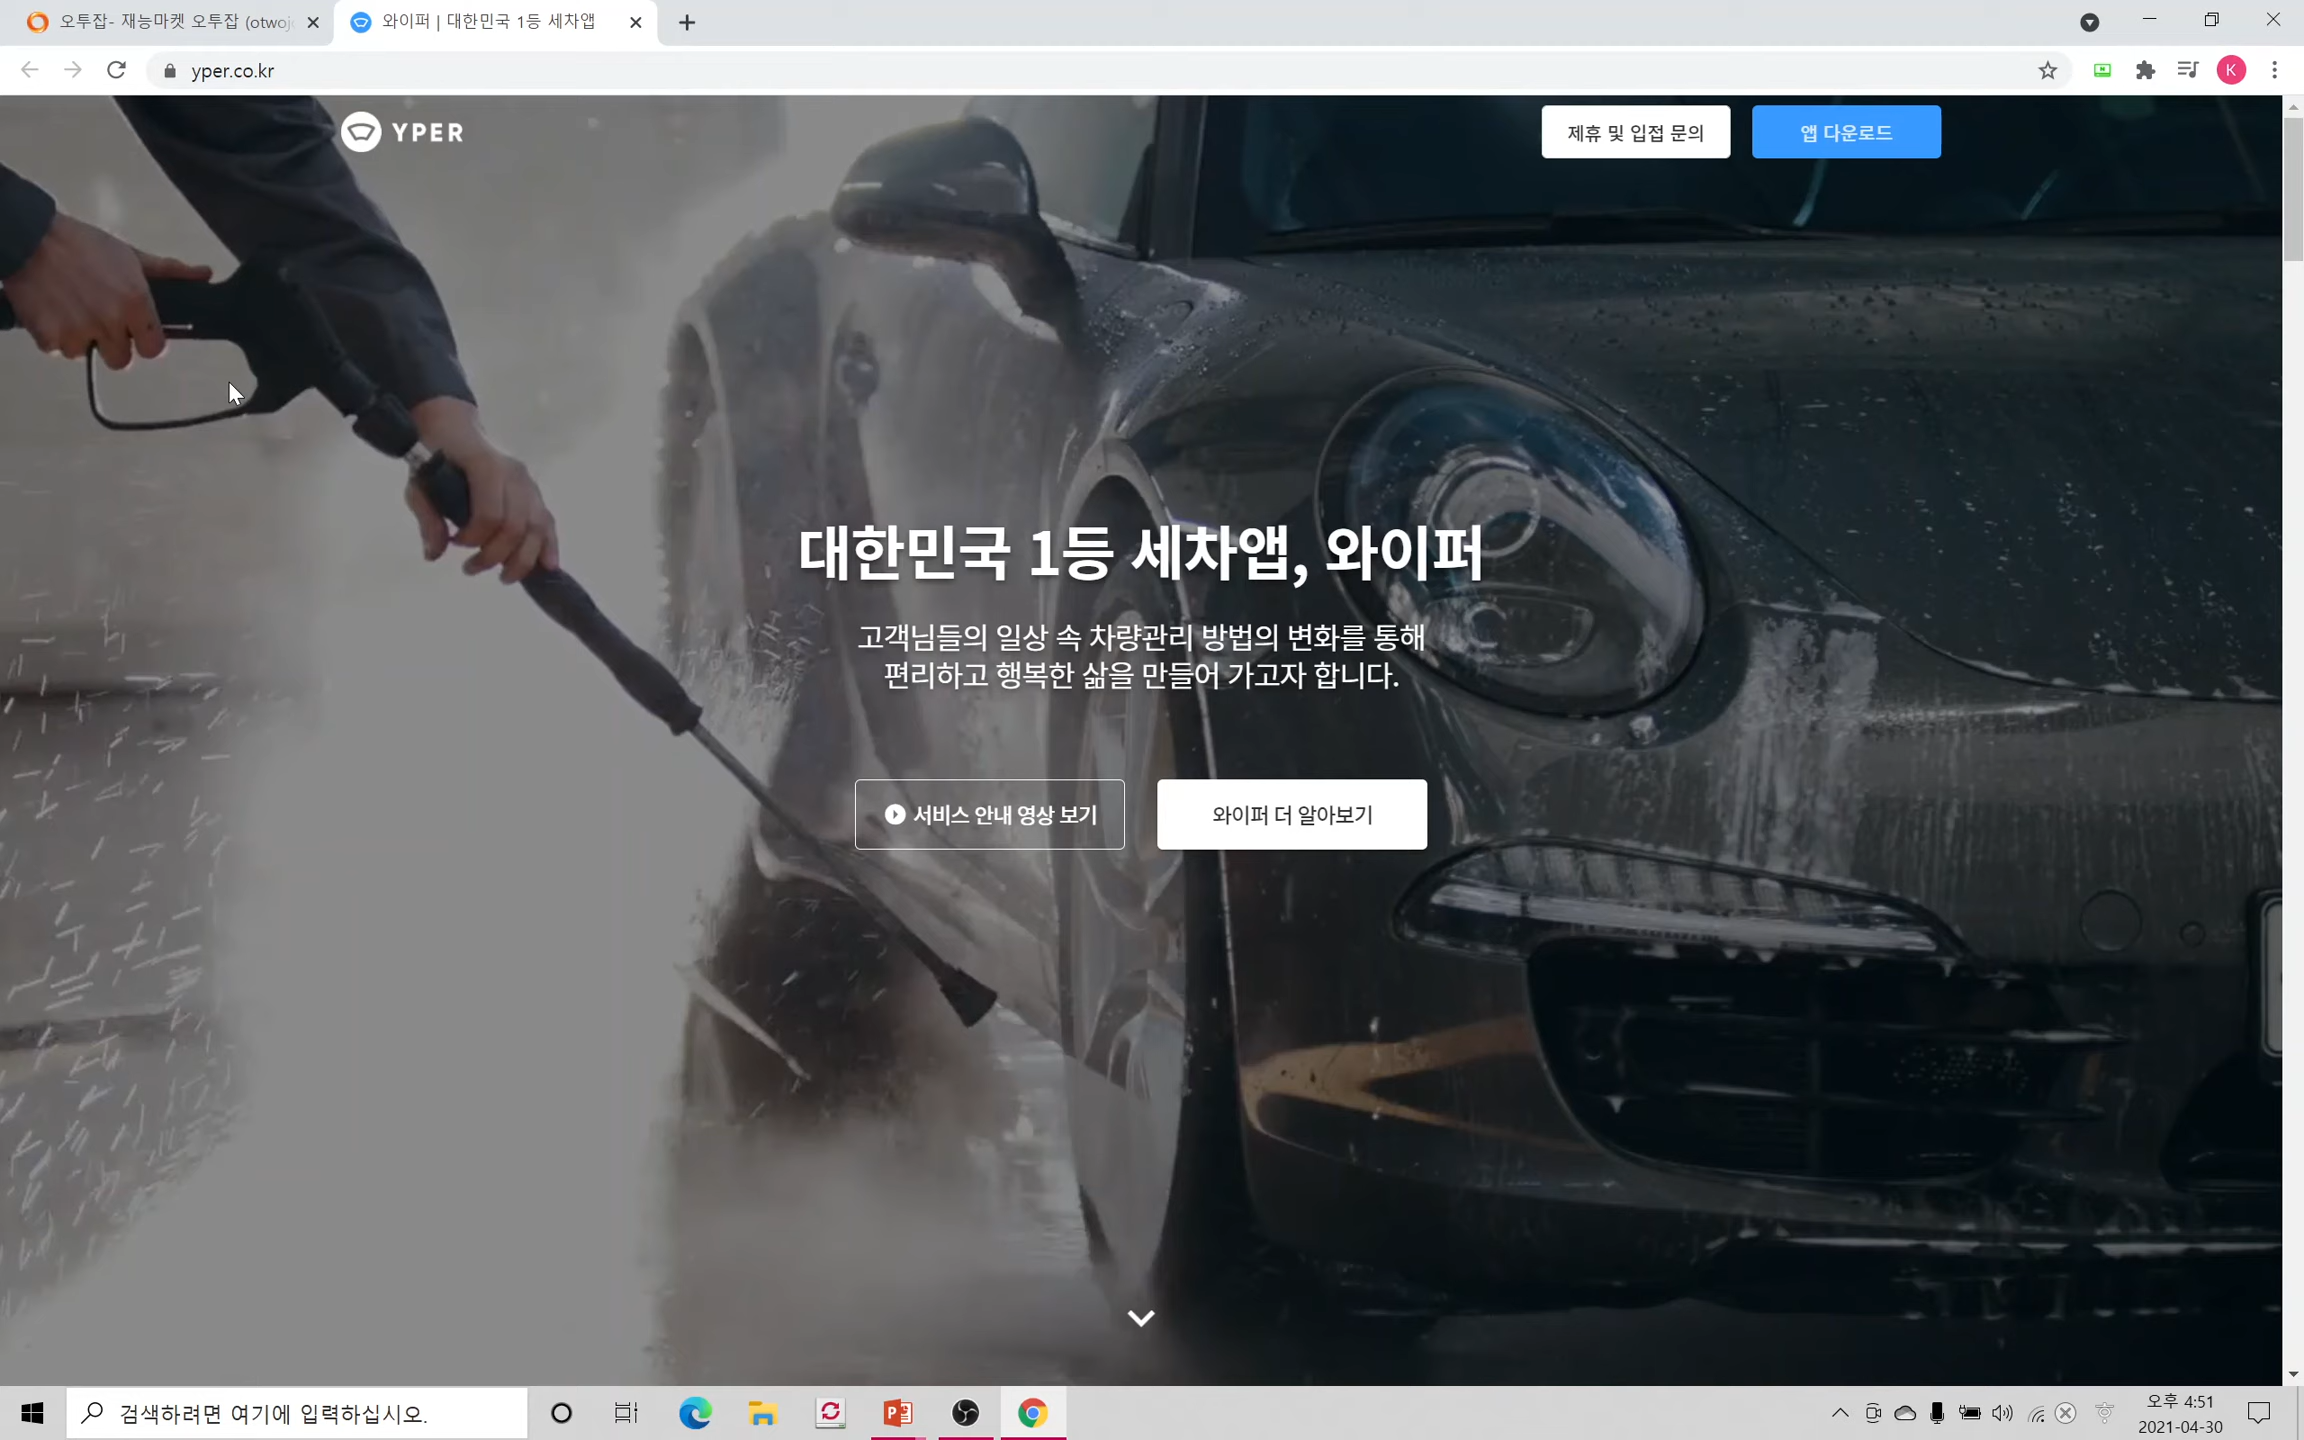 오투잡- 재능마켓 오투잡 (otwoj
와이퍼 | 대한민국 1등 세차앱
yper.co.kr
K
YPER
제휴 및 입접 문의
앱 다운로드
대한민국 1등 세차앱, 와이퍼
고객님들의 일상 속 차량관리 방법의 변화를 통해
편리하고 행복한 삶을 만들어 가고자 합니다.
서비스 안내 영상 보기
와이퍼 더 알아보기
검색하려면 여기에 입력하십시오.
오후 4:51
2021-04-30